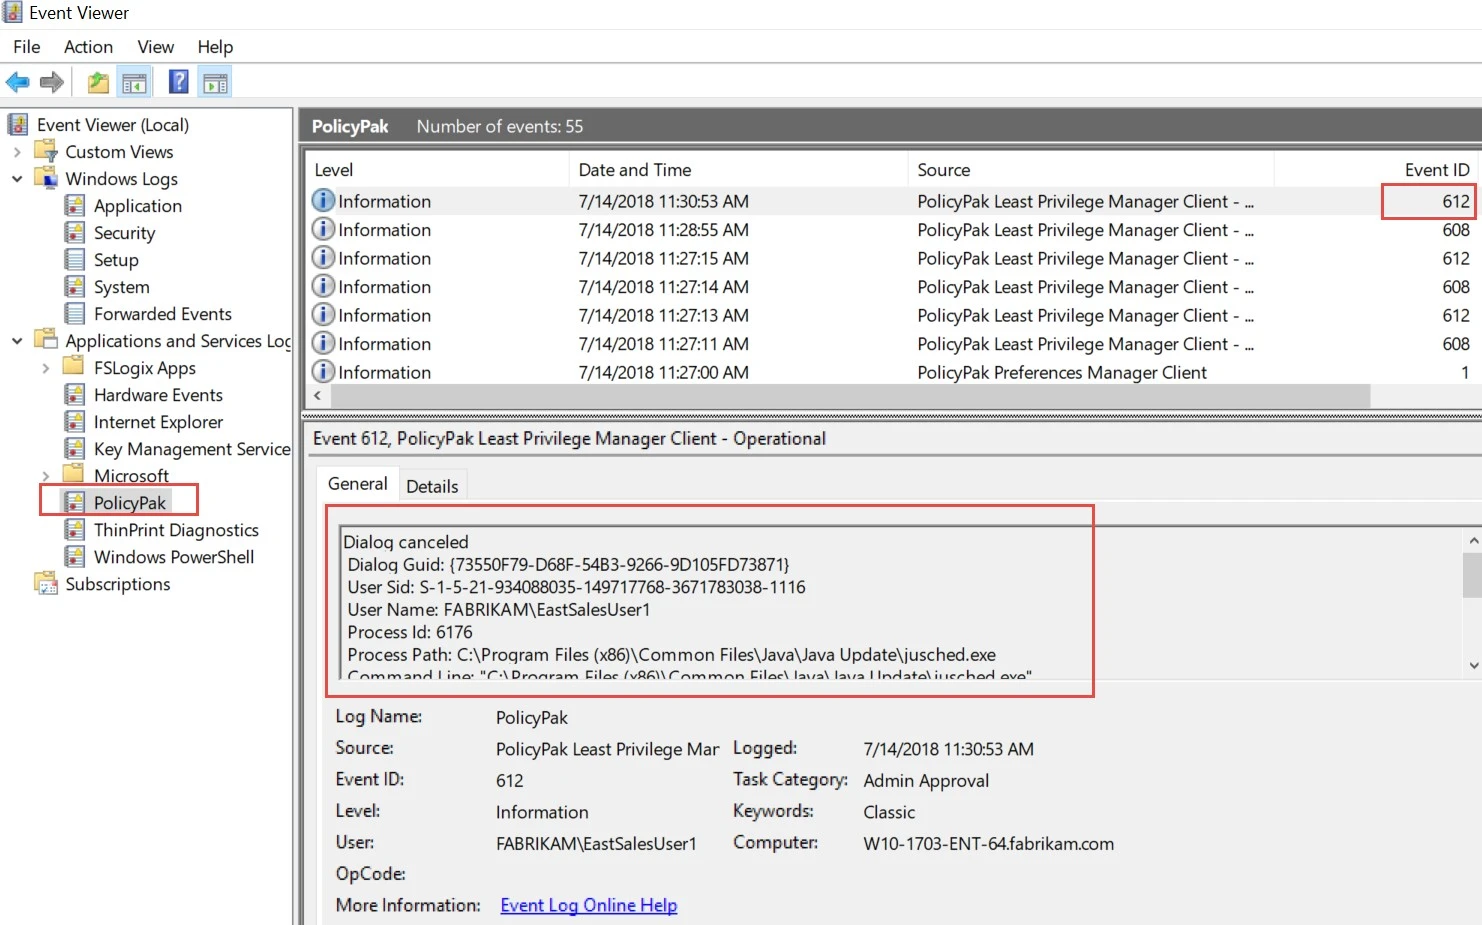 Event Viewer
File Action View Help
Event Viewer (Local)
Custom Views
Windows Logs
Application
Security
Setup
System
Forwarded Events
Applications and Services Log
FSLogix Apps
Hardware Events
Internet Explorer
Key Management Service
Microsoft
PolicyPak
ThinPrint Diagnostics
Windows PowerShell
Subscriptions
PolicyPak Number of events: 55
Level Date and Time Source Event ID
Information 7/14/2018 11:30:53 AM PolicyPak Least Privilege Manager Client - ... 612
Information 7/14/2018 11:28:55 AM PolicyPak Least Privilege Manager Client - ... 608
Information 7/14/2018 11:27:15 AM PolicyPak Least Privilege Manager Client - ... 612
Information 7/14/2018 11:27:14 AM PolicyPak Least Privilege Manager Client - ... 608
Information 7/14/2018 11:27:13 AM PolicyPak Least Privilege Manager Client - ... 612
Information 7/14/2018 11:27:11 AM PolicyPak Least Privilege Manager Client - ... 608
Information 7/14/2018 11:27:00 AM PolicyPak Preferences Manager Client 1
Event 612, PolicyPak Least Privilege Manager Client - Operational
General Details
Dialog canceled
Dialog Guid: {73550F79-D68F-54B3-9266-9D105FD73871}
User Sid: S-1-5-21-934088035-149717768-3671783038-1116
User Name: FABRIKAM\EastSalesUser1
Process Id: 6176
Process Path: C:\Program Files (x86)\Common Files\Java\Java Update\jusched.exe
Command Line: "C:\Program Files (x86)\Common Files\Java\Java Update\jusched.exe"
Log Name: PolicyPak
Source: PolicyPak Least Privilege Mar Logged: 7/14/2018 11:30:53 AM
Event ID: 612 Task Category: Admin Approval
Level: Information Keywords: Classic
User: FABRIKAM\EastSalesUser1 Computer: W10-1703-ENT-64.fabrikam.com
OpCode:
More Information: Event Log Online Help